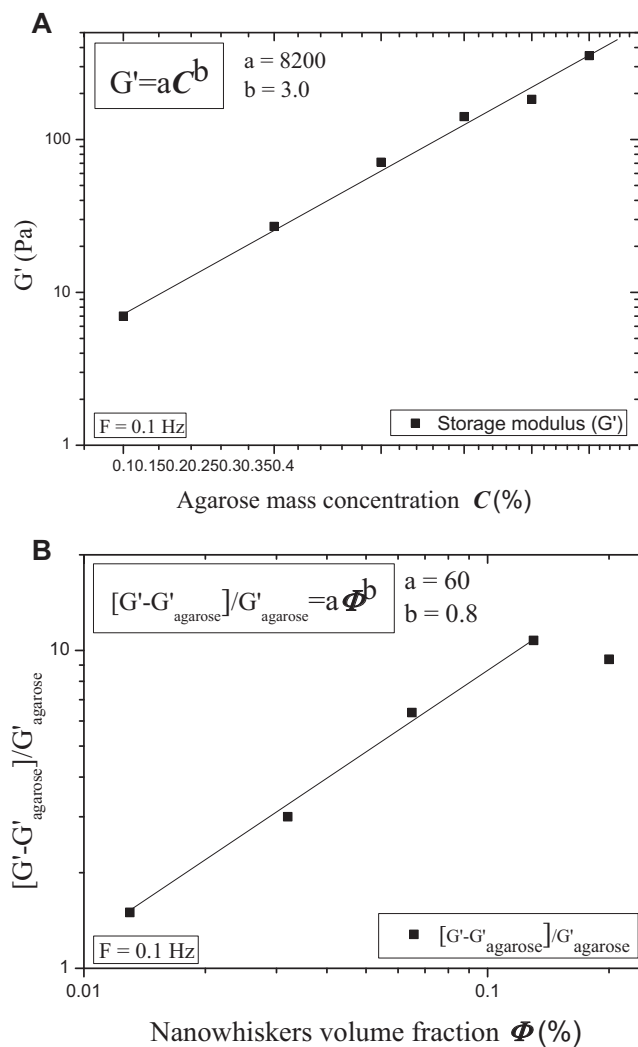 A
G'=aC^b
a = 8200
b = 3.0
100
10
1
G' (Pa)
F = 0.1 Hz
Storage modulus (G')
0.10.150.20.250.30.350.4
Agarose mass concentration C (%)
B
[G'-G'agarose]/G'agarose=aΦ^b
a = 60
b = 0.8
10
1
[G'-G'agarose]/G'agarose
F = 0.1 Hz
[G'-G'agarose]/G'agarose
0.01 0.1
Nanowhiskers volume fraction Φ (%)